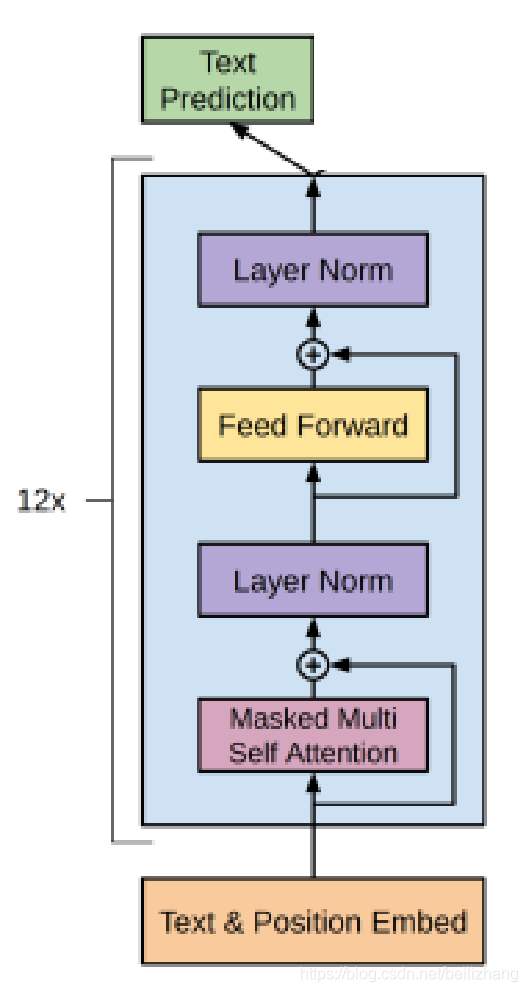 Text
Prediction
Layer Norm
Feed Forward
12x
Layer Norm
Masked Multi
Self Attention
Text & Position Embed
https://blog.csdn.net/beilizhang